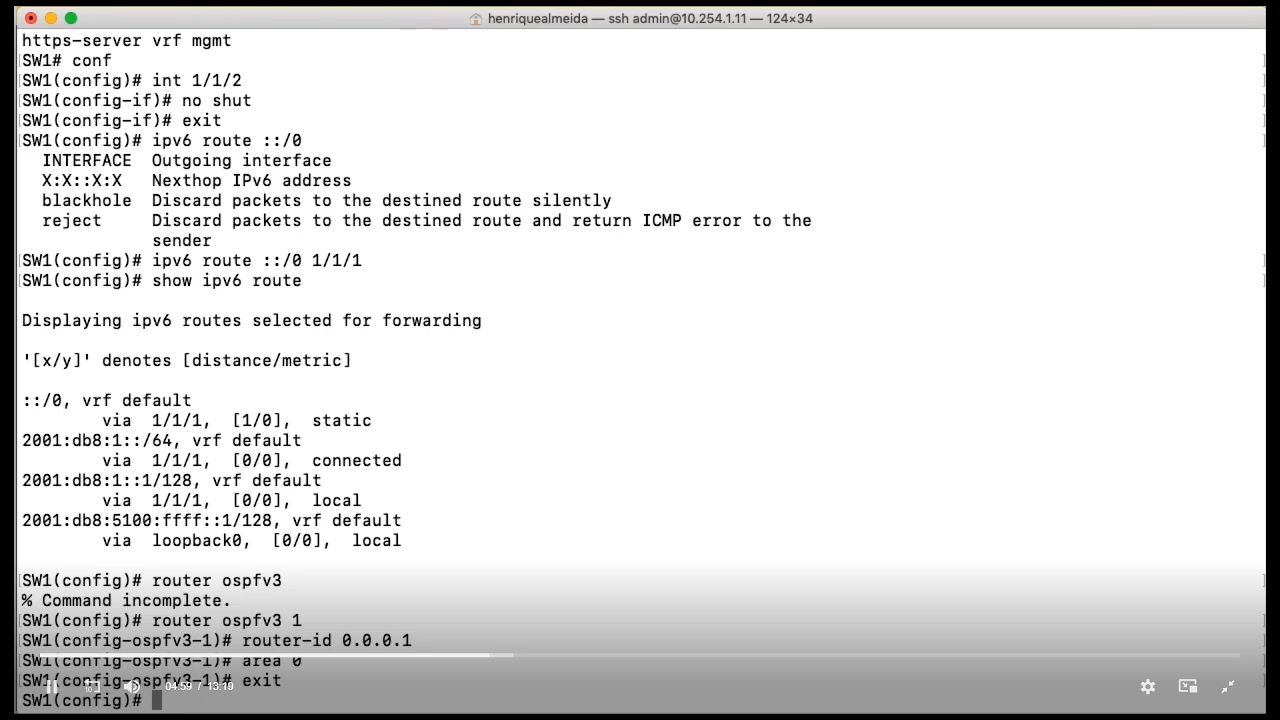 henriquealmeida — ssh admin@10.254.1.11 — 124×34
https-server vrf mgmt
SW1# conf
SW1(config)# int 1/1/2
SW1(config-if)# no shut
SW1(config-if)# exit
SW1(config)# ipv6 route ::/0
INTERFACE  Outgoing interface
X:X::X:X   Nexthop IPv6 address
blackhole  Discard packets to the destined route silently
reject     Discard packets to the destined route and return ICMP error to the
sender
SW1(config)# ipv6 route ::/0 1/1/1
SW1(config)# show ipv6 route
Displaying ipv6 routes selected for forwarding
'[x/y]' denotes [distance/metric]
::/0, vrf default
via  1/1/1,  [1/0],  static
2001:db8:1::/64, vrf default
via  1/1/1,  [0/0],  connected
2001:db8:1::1/128, vrf default
via  1/1/1,  [0/0],  local
2001:db8:5100:ffff::1/128, vrf default
via  loopback0,  [0/0],  local
SW1(config)# router ospfv3
% Command incomplete.
SW1(config)# router ospfv3 1
SW1(config-ospfv3-1)# router-id 0.0.0.1
SW1(config-ospfv3-1)# area 0
SW1(config-ospfv3-1)# exit
10
04:59 / 13:19
SW1(config)#